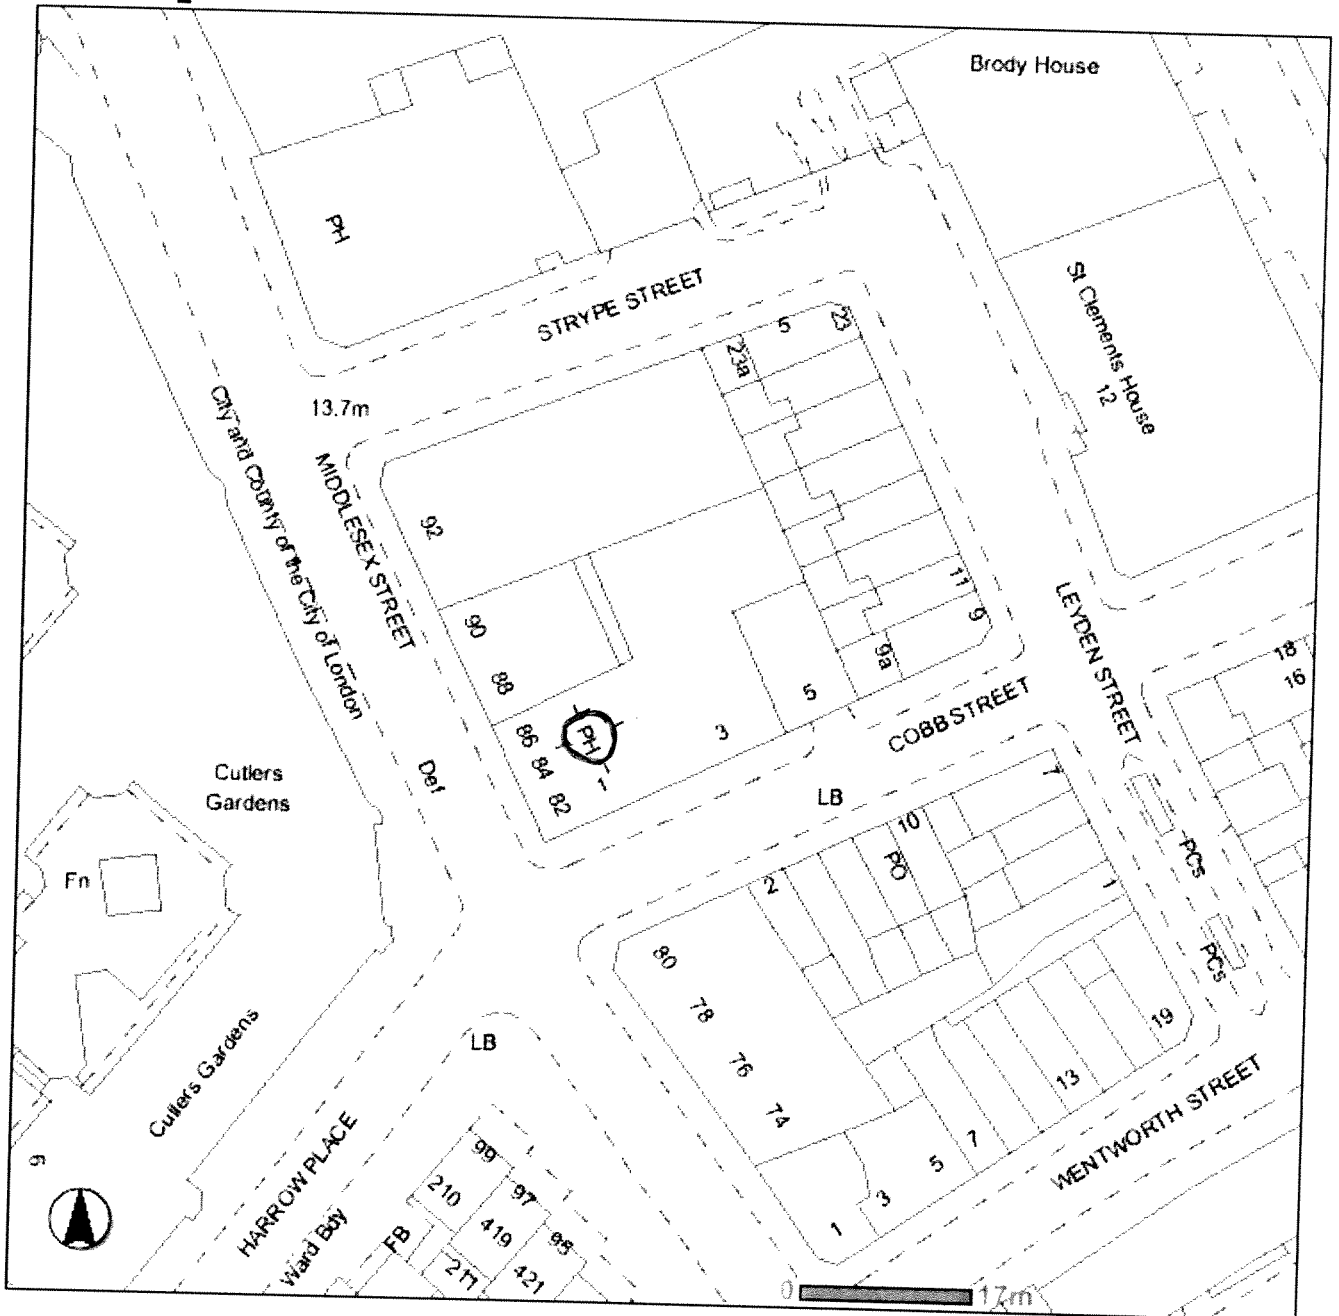 Brody House
PH
STRYPE STREET
5
23
23a
St Clements House
12
13.7m
City and County of the City of London
MIDDLESEX STREET
92
90
88
86
84
82
PH
1
3
5
11
9
9a
LEYDEN STREET
18
16
COBB STREET
Def
Cutlers
Gardens
LB
7
10
PO
2
PCs
1
Fn
80
78
76
74
PCs
19
13
7
5
3
1
WENTWORTH STREET
LB
Cutlers Gardens
HARROW PLACE
Ward Bdy
99
210
97
419
95
FB
211
421
6
0
17m